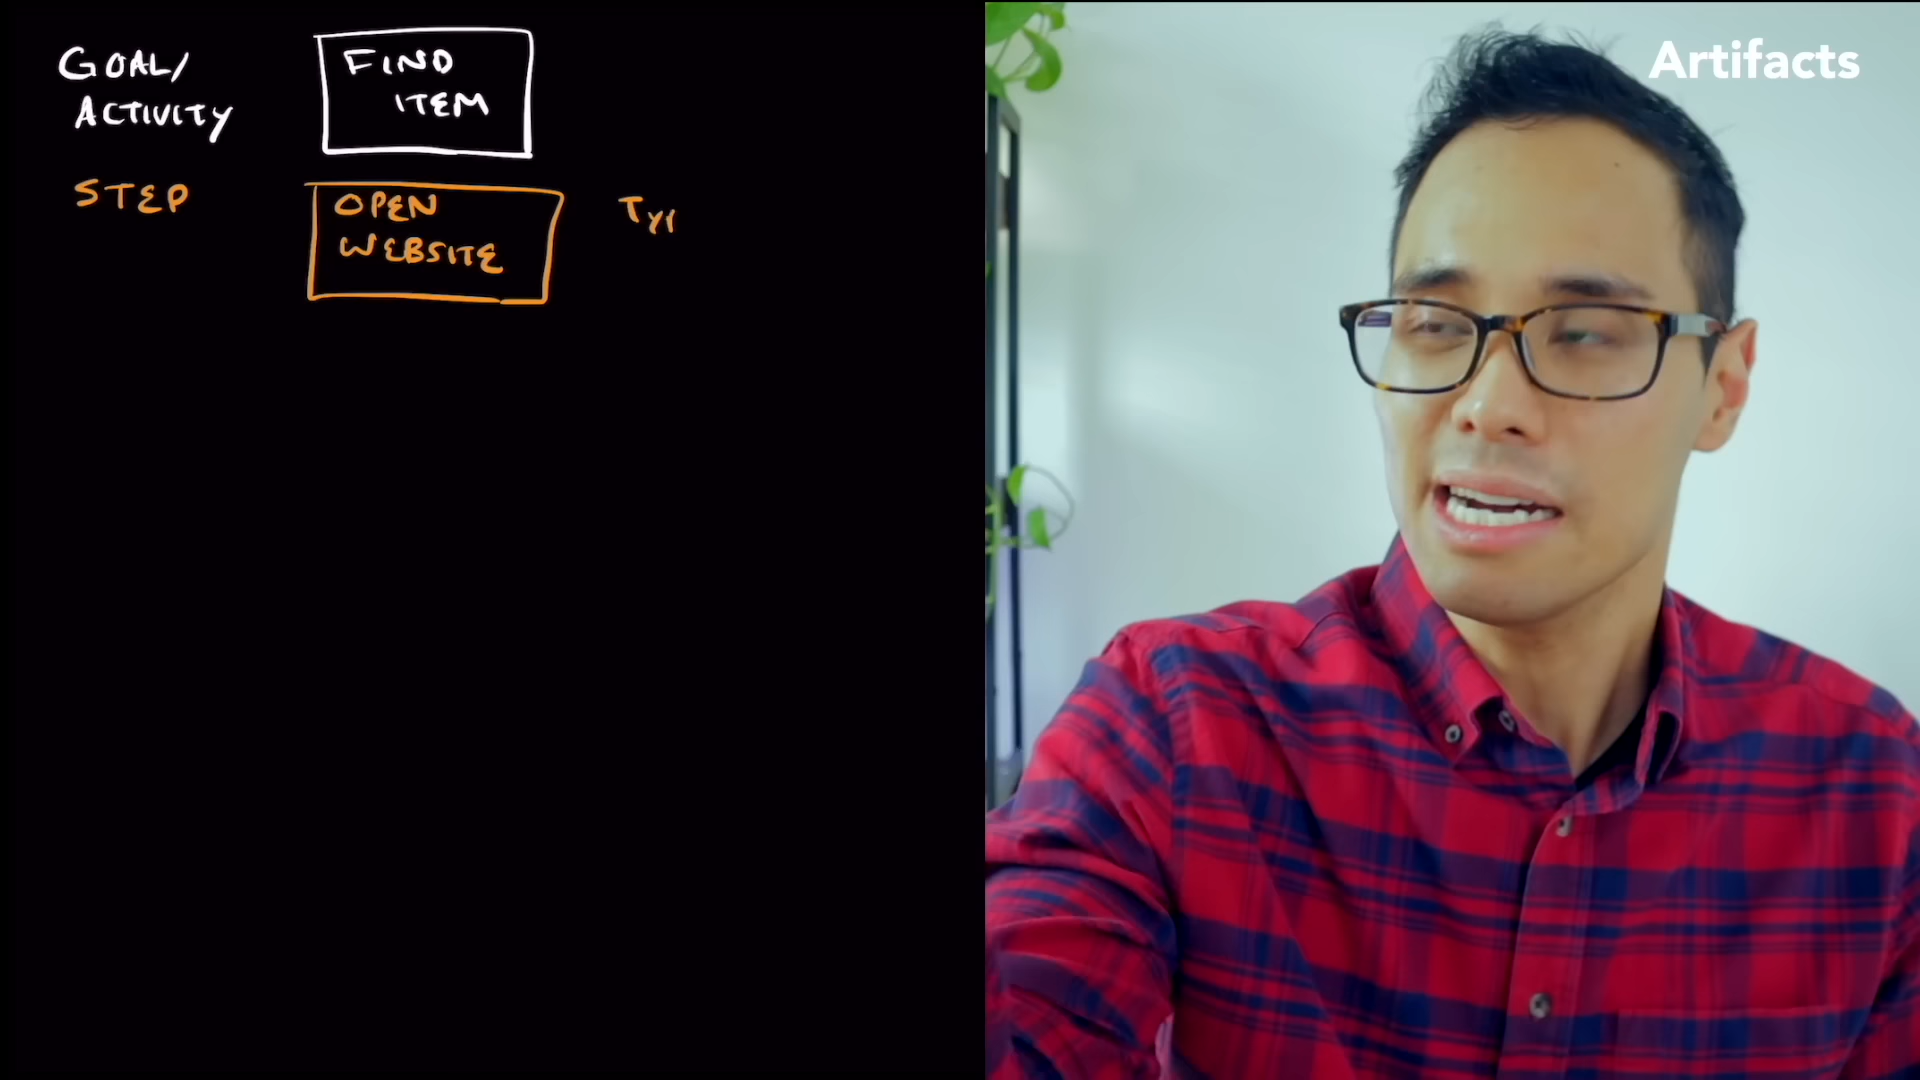 GOAL/
ACTIVITY
FIND
ITEM
Artifacts
STEP
OPEN
WEBSITE